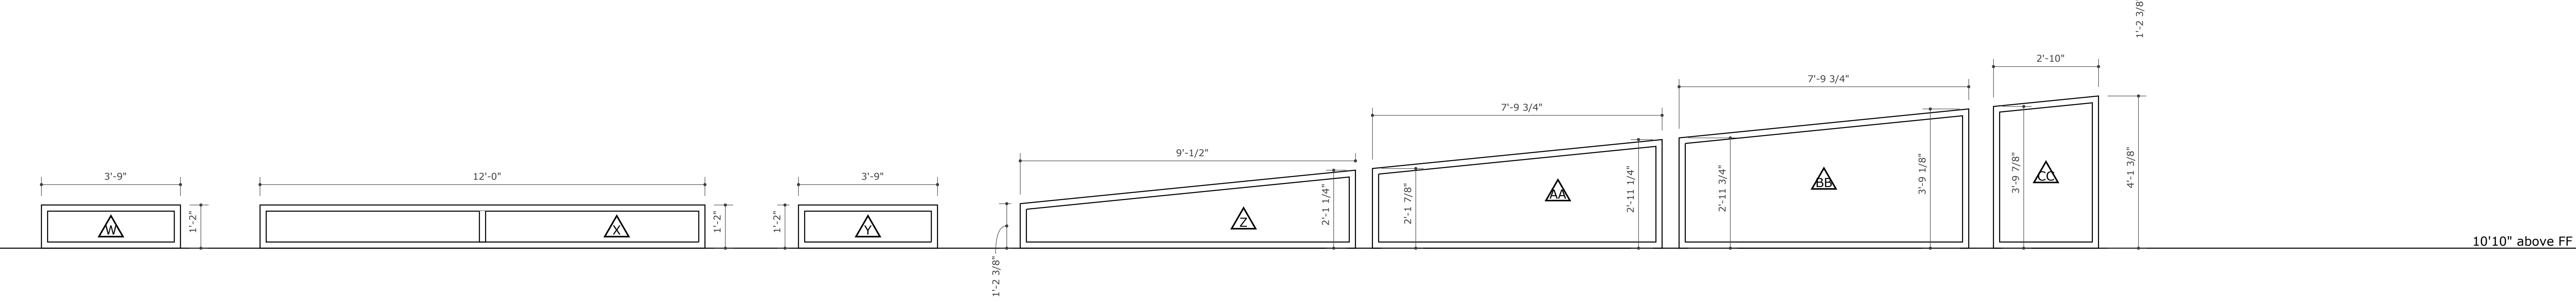 3'-9"
W
1'-2"
12'-0"
X
1'-2"
3'-9"
1'-2"
Y
9'-1/2"
1'-2 3/8"
Z
2'-1 1/4"
7'-9 3/4"
2'-1 7/8"
AA
2'-11 1/4"
7'-9 3/4"
2'-11 3/4"
BB
3'-9 1/8"
2'-10"
3'-9 7/8"
CC
4'-1 3/8"
1'-2 3/8"
10'10" above FF